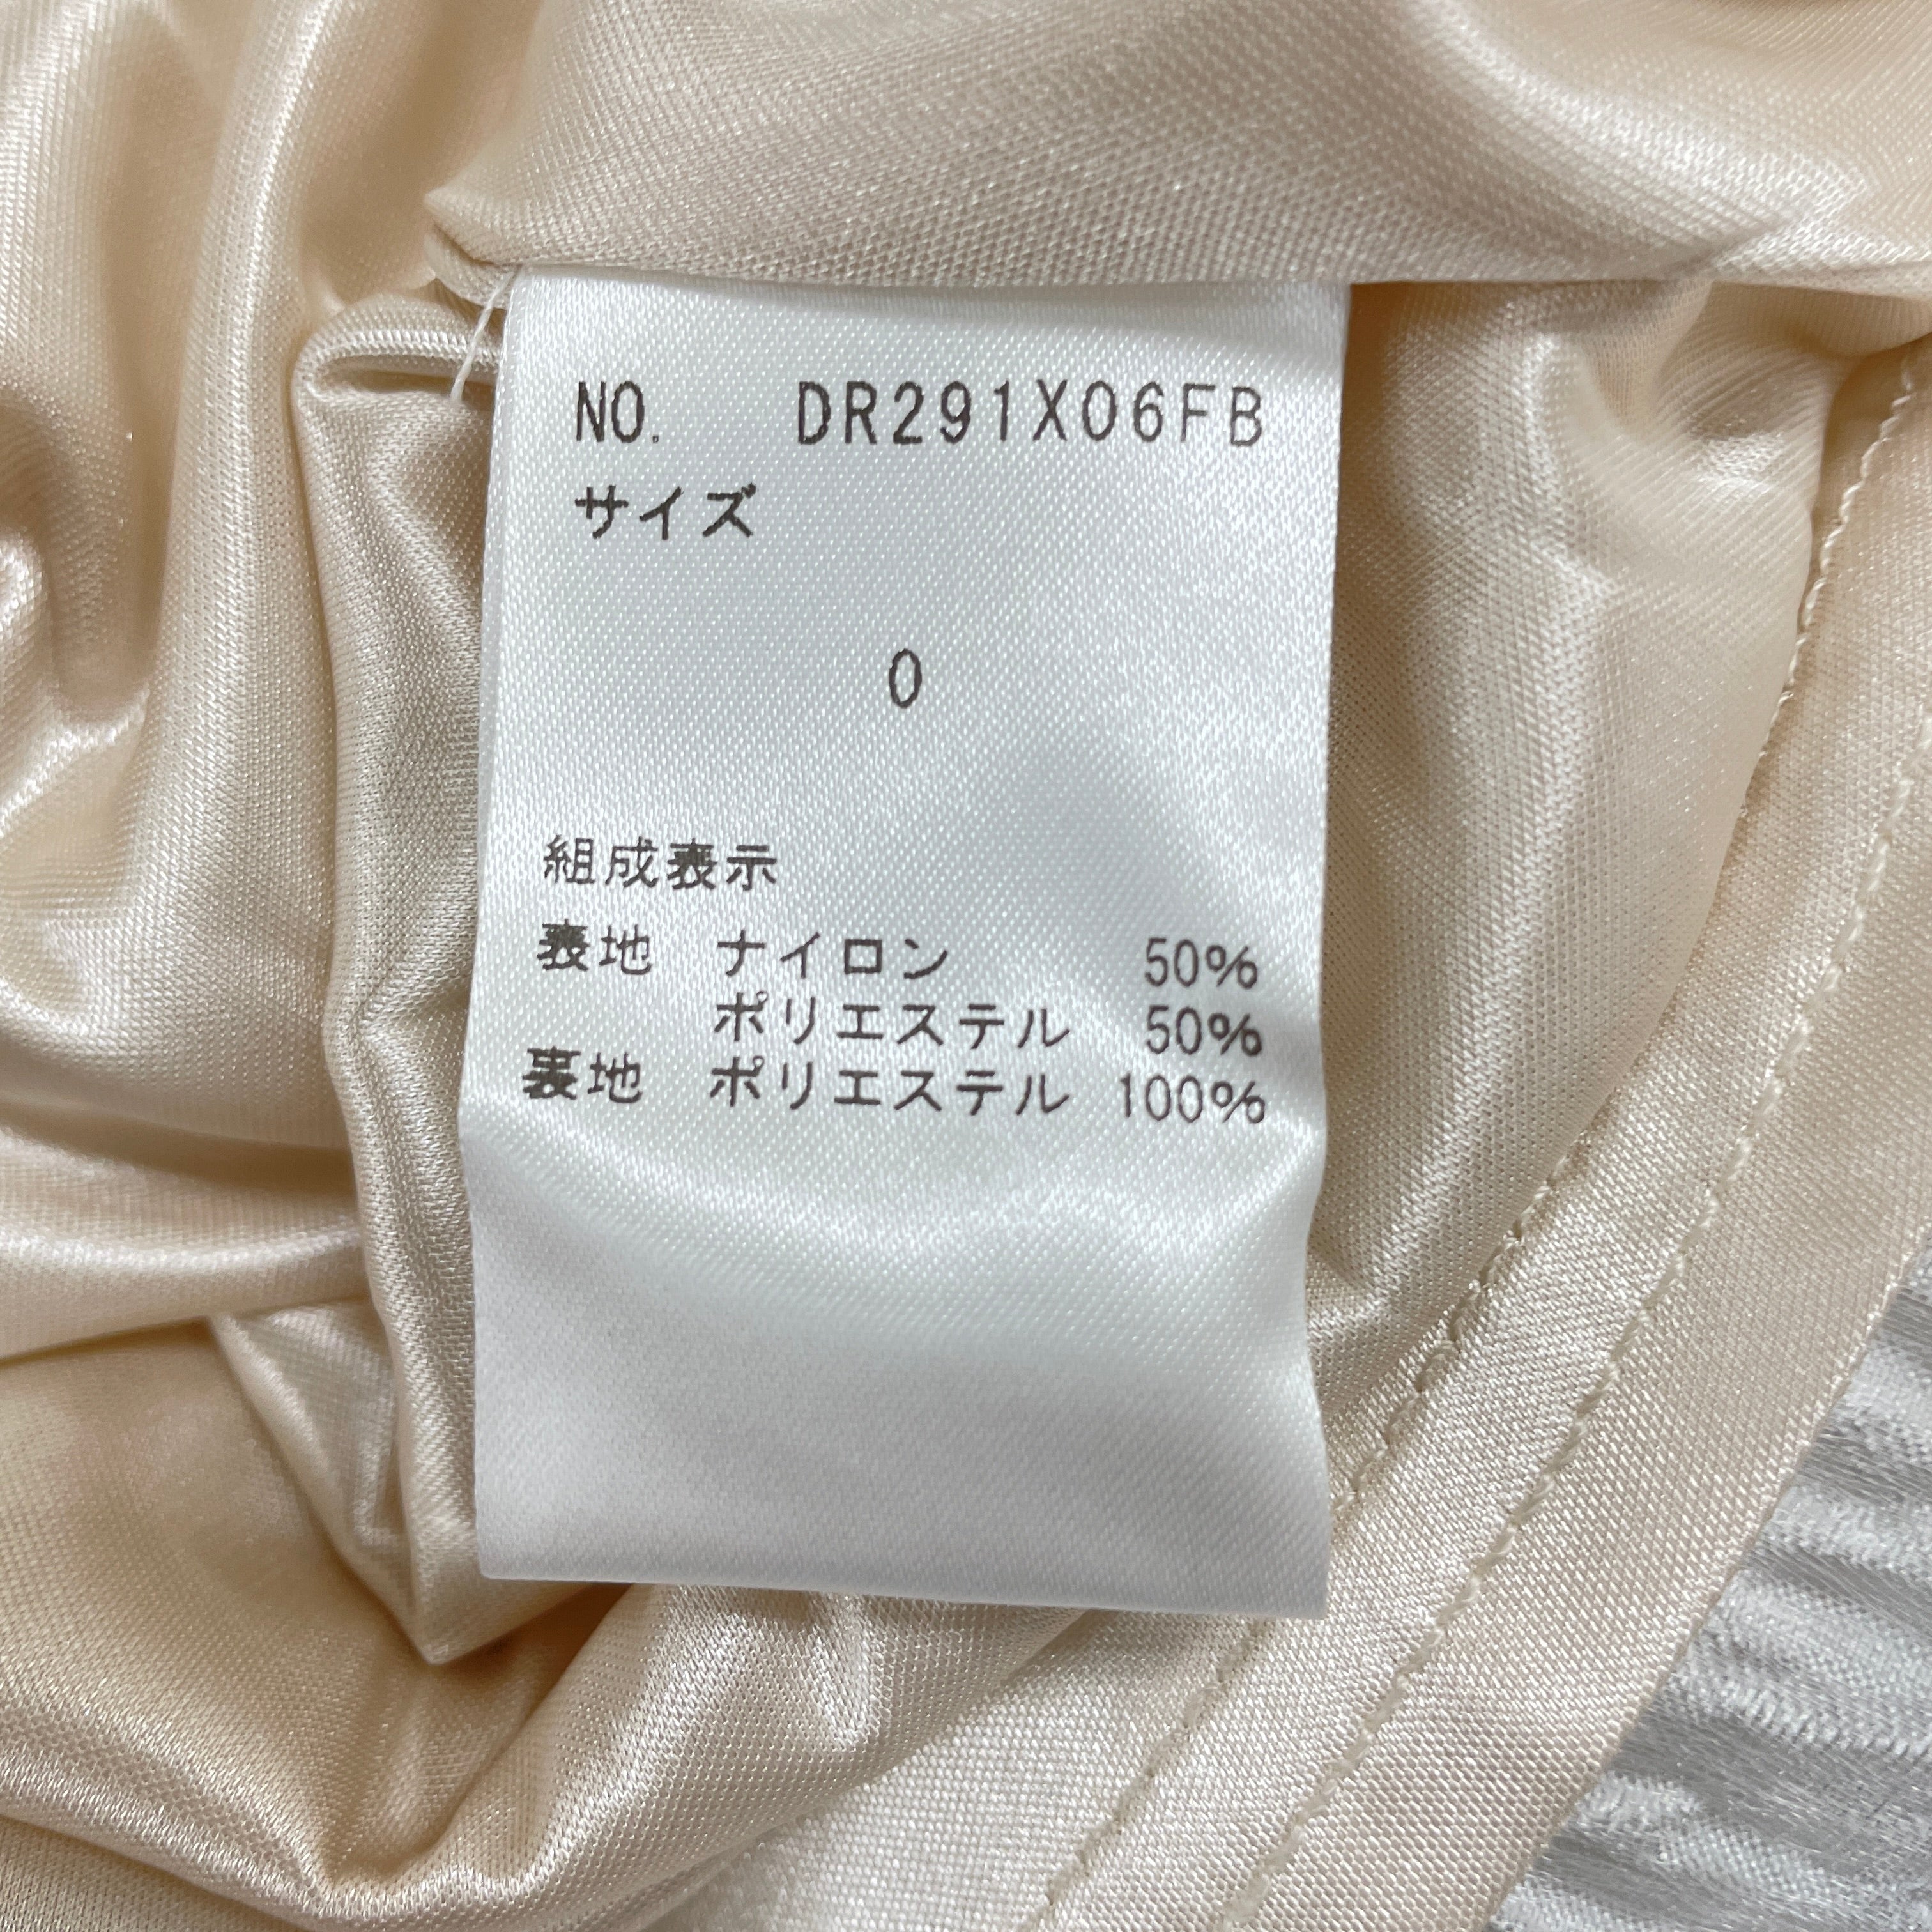 NO. DR291X06FB
サイズ
0
組成表示
表地 ナイロン 50%
ポリエステル 50%
裏地 ポリエステル 100%